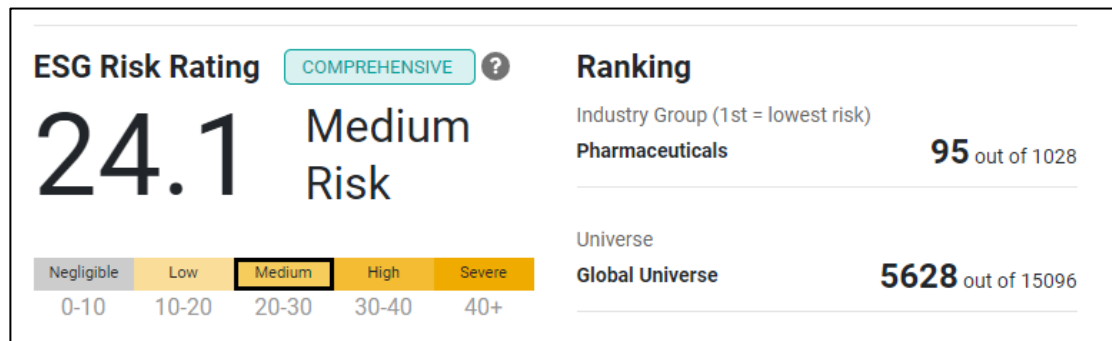 ESG Risk Rating COMPREHENSIVE ?
24.1 Medium
Risk
Negligible Low Medium High Severe
0-10 10-20 20-30 30-40 40+
Ranking
Industry Group (1st = lowest risk)
Pharmaceuticals 95 out of 1028
Universe
Global Universe 5628 out of 15096